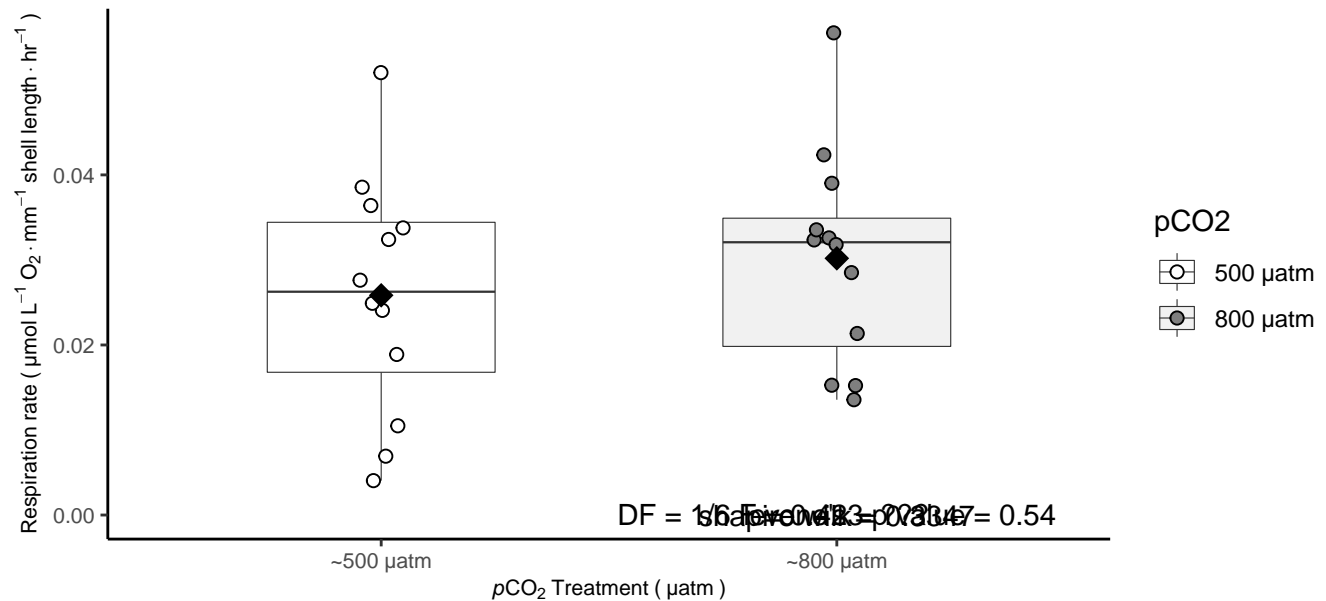 Respiration rate ( μmol L⁻¹ O₂ · mm⁻¹ shell length · hr⁻¹ )
0.04
0.02
0.00
DF = 1/6 = 0.54
~500 µatm
~800 µatm
pCO₂ Treatment ( µatm )
pCO2
500 µatm
800 µatm